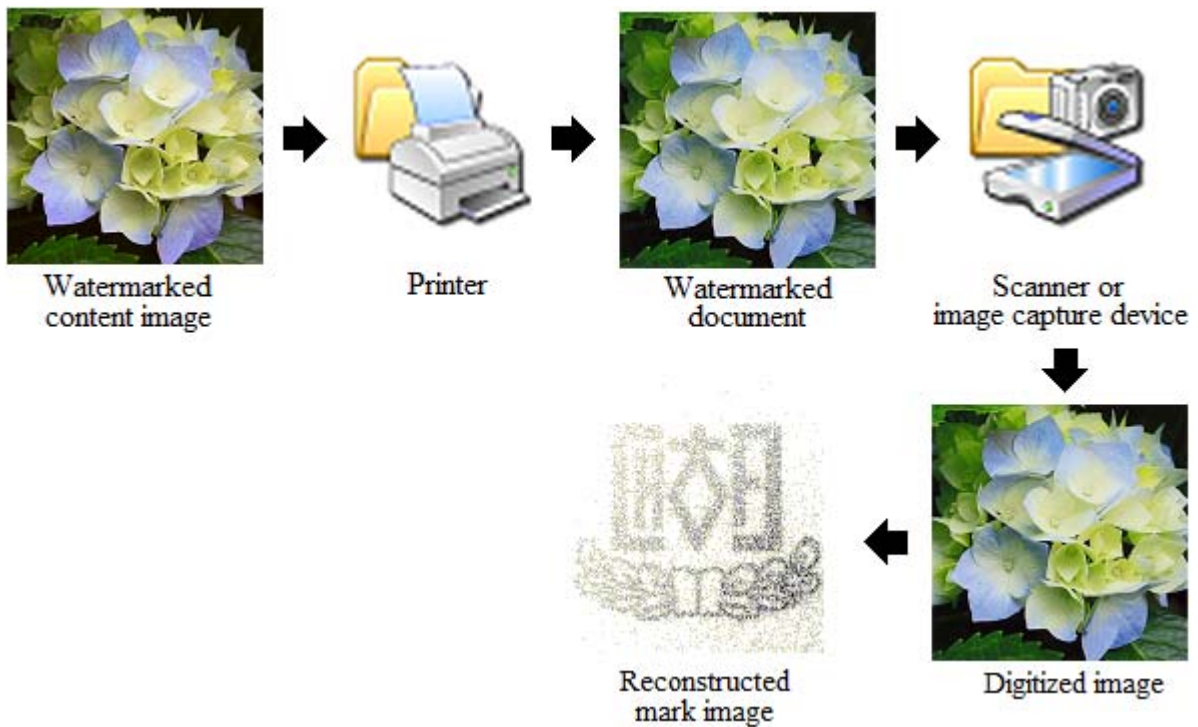 Watermarked
content image
Printer
Watermarked
document
Scanner or
image capture device
Digitized image
Reconstructed
mark image